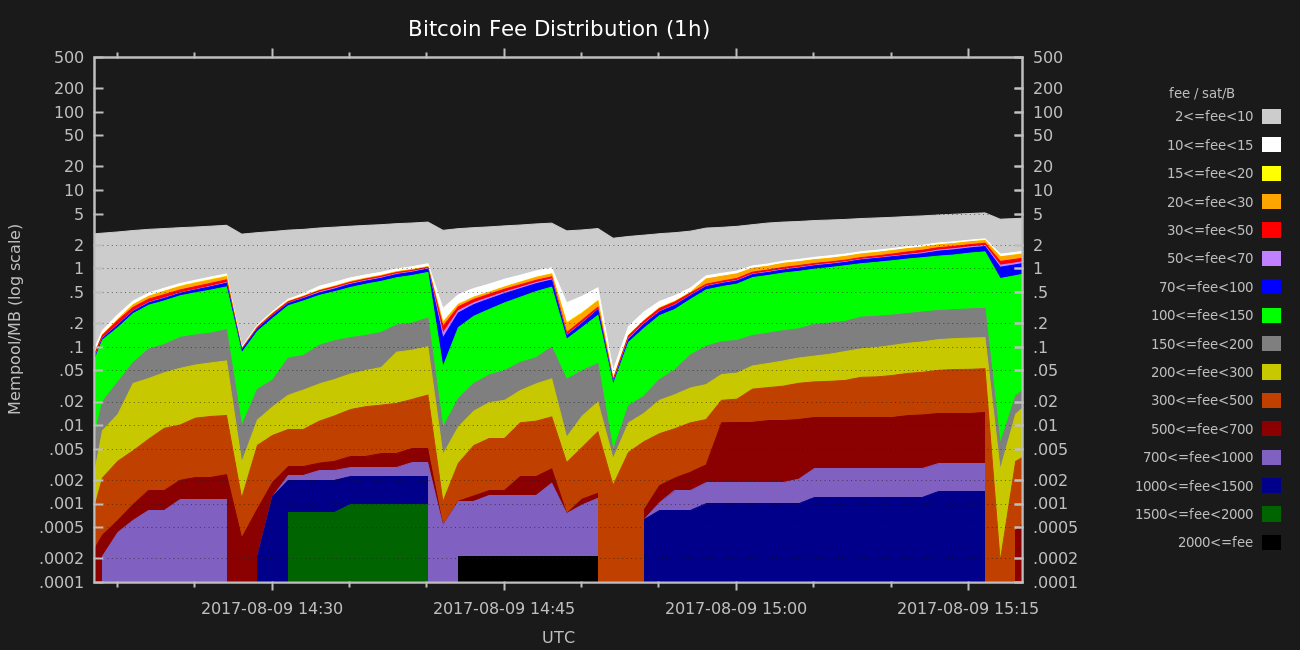 Bitcoin Fee Distribution (1h)
500 500
200 200
100 100
50 50
20 20
10 10
5 5
2 2
1 1
.5 .5
.2 .2
.1 .1
.05 .05
.02 .02
.01 .01
.005 .005
.002 .002
.001 .001
.0005 .0005
.0002 .0002
.0001 .0001
Mempool/MB (log scale)
2017-08-09 14:30 2017-08-09 14:45 2017-08-09 15:00 2017-08-09 15:15
UTC
fee / sat/B
2<=fee<10
10<=fee<15
15<=fee<20
20<=fee<30
30<=fee<50
50<=fee<70
70<=fee<100
100<=fee<150
150<=fee<200
200<=fee<300
300<=fee<500
500<=fee<700
700<=fee<1000
1000<=fee<1500
1500<=fee<2000
2000<=fee